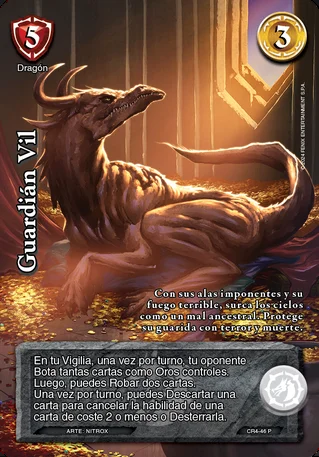 5
3
Dragón
©2024 FENIX ENTERTAINMENT S.P.A.
Guardián Vil
Con sus alas imponentes y su
fuego terrible, surca los cielos
como un mal ancestral. Protege
su guarida con terror y muerte.
En tu Vigilia, una vez por turno, tu oponente
Bota tantas cartas como Oros controles.
Luego, puedes Robar dos cartas.
Una vez por turno, puedes Descartar una
carta para cancelar la habilidad de una
carta de coste 2 o menos o Desterrarla.
ARTE: NITROX
CR4-46 P